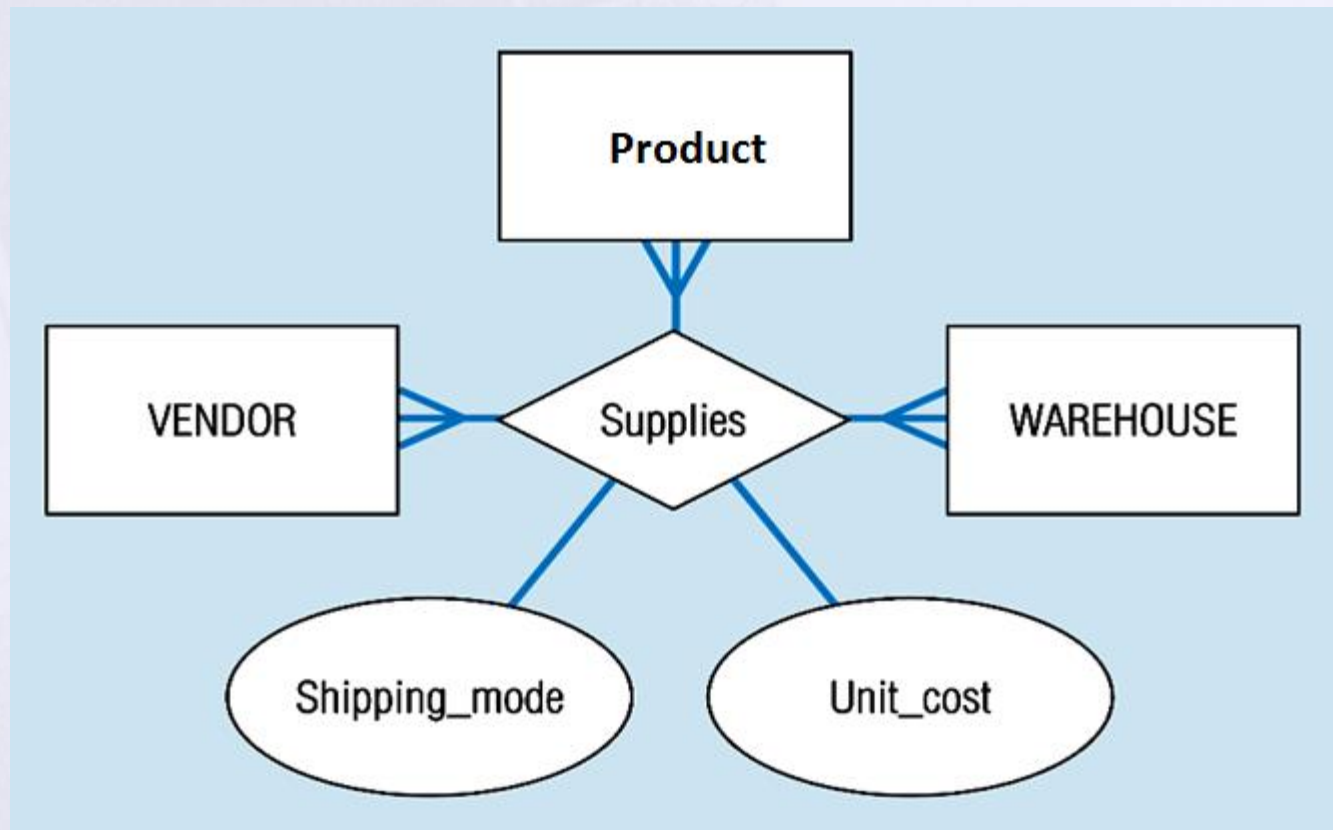 Product
VENDOR
Supplies
WAREHOUSE
Shipping_mode
Unit_cost